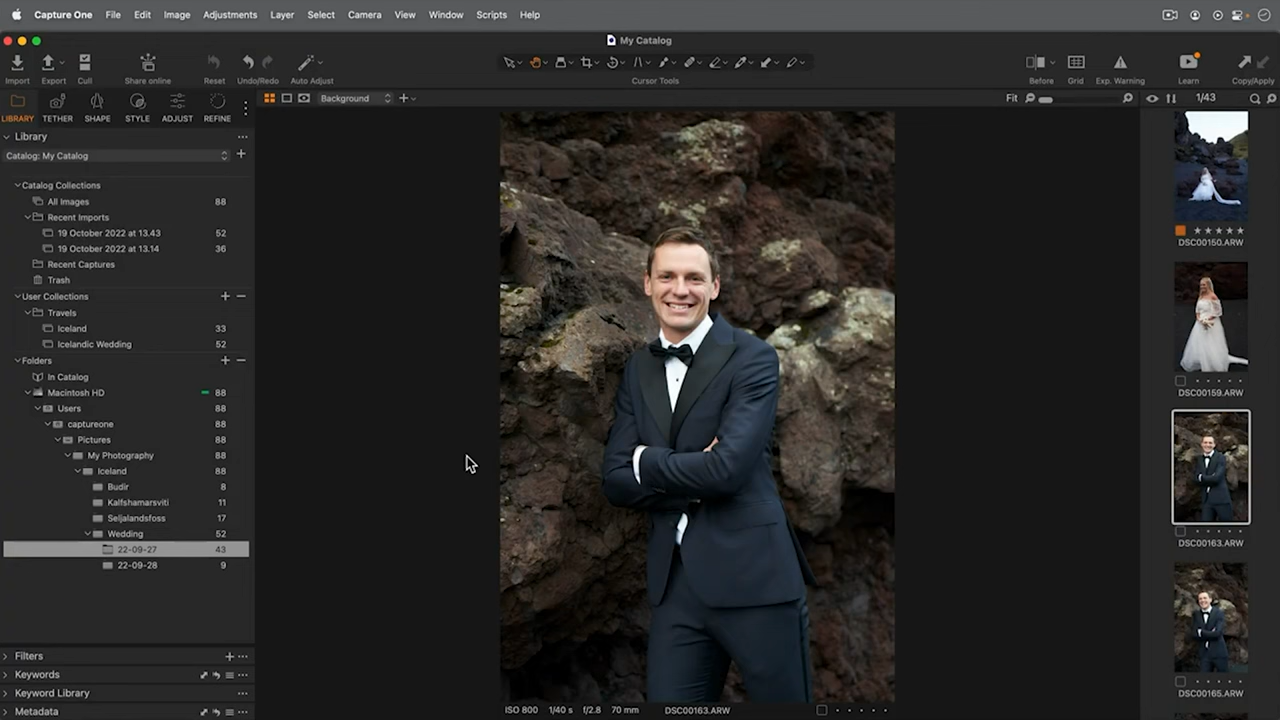 Capture One File Edit Image Adjustments Layer Select Camera View Window Scripts Help
My Catalog
Import Export Cull Share online Reset Undo/Redo Auto Adjust Cursor Tools Before Grid Exp. Warning Learn Copy/Apply
LIBRARY TETHER SHAPE STYLE ADJUST REFINE
Background
Fit
1/43
Library
Catalog: My Catalog
Catalog Collections
All Images 88
Recent Imports
19 October 2022 at 13.43 52
19 October 2022 at 13.14 36
Recent Captures
Trash
User Collections
Travels
Iceland 33
Icelandic Wedding 52
Folders
In Catalog
Macintosh HD 88
Users 88
captureone 88
Pictures 88
My Photography 88
Iceland 88
Budir 8
Kalfshamarsviti 11
Seljalandsfoss 17
Wedding 52
22-09-27 43
22-09-28 9
Filters
Keywords
Keyword Library
Metadata
ISO 800 1/40 s f/2.8 70 mm DSC00163.ARW
DSC00150.ARW
DSC00159.ARW
DSC00163.ARW
DSC00165.ARW